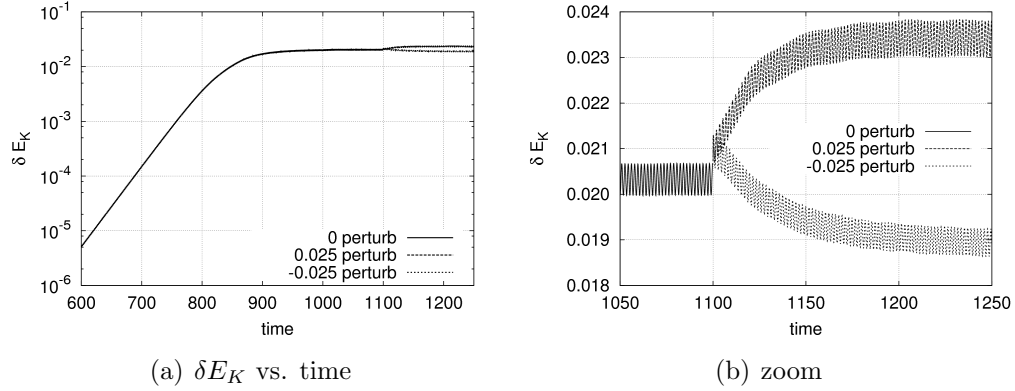 10^-1
10^-2
10^-3
10^-4
10^-5
10^-6
δ E_K
600 700 800 900 1000 1100 1200
time
0 perturb
0.025 perturb
-0.025 perturb
(a) δE_K vs. time
0.024
0.023
0.022
0.021
0.020
0.019
0.018
δ E_K
1050 1100 1150 1200 1250
time
0 perturb
0.025 perturb
-0.025 perturb
(b) zoom